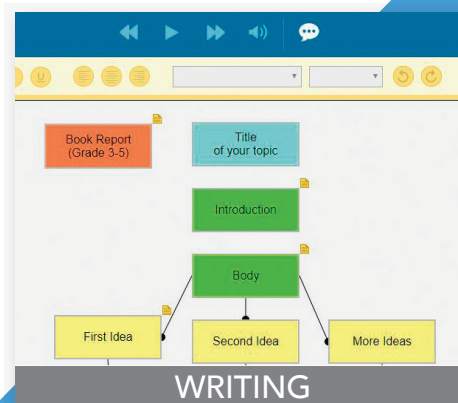 Book Report
(Grade 3-5)
Title
of your topic
Introduction
Body
First Idea
Second Idea
More Ideas
WRITING